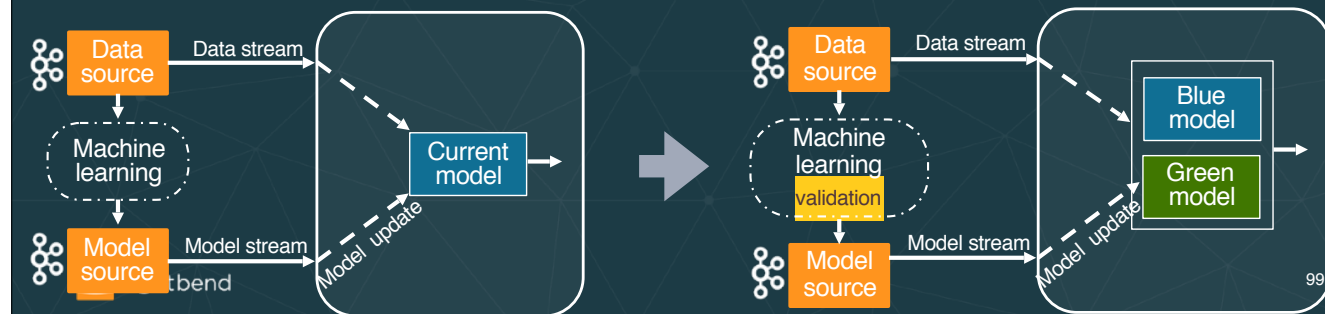 Data
source
Data stream
Machine
learning
Current
model
Model update
Model
source
Model stream
tbend
Data
source
Data stream
Machine
learning
validation
Blue
model
Green
model
Model update
Model
source
Model stream
99